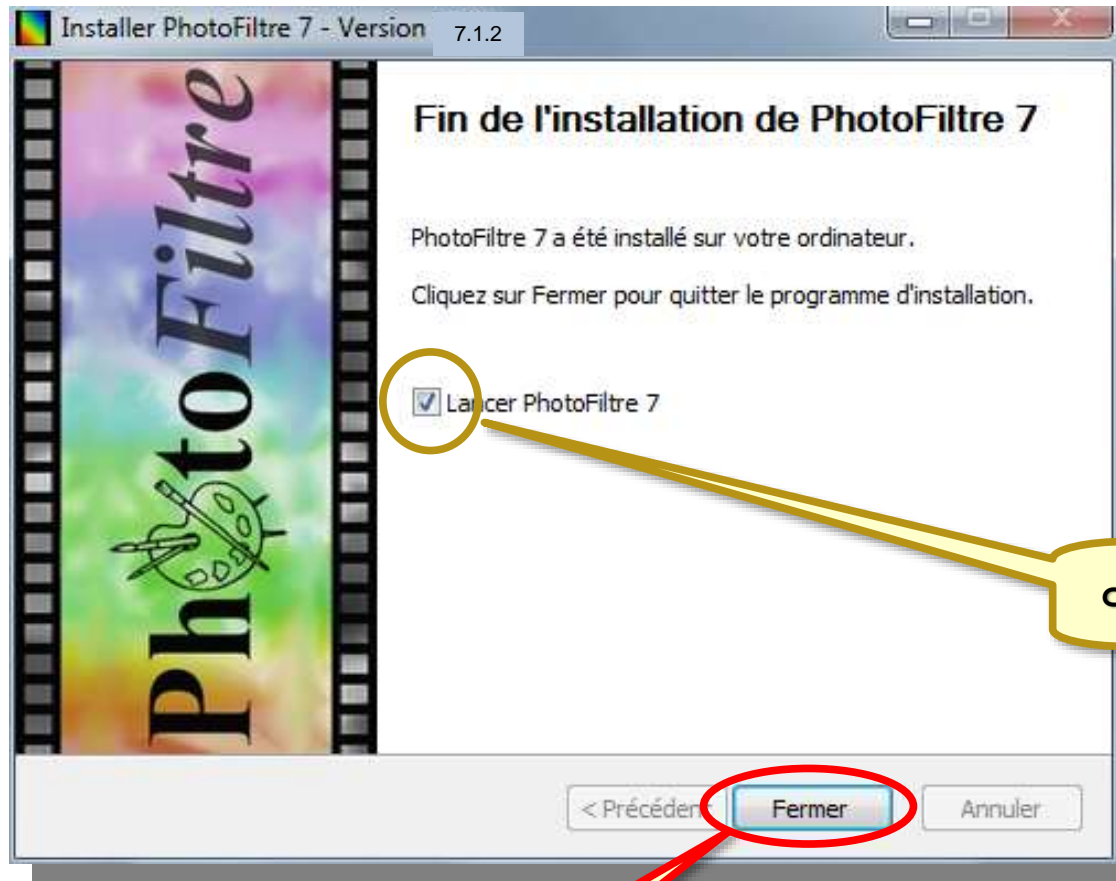 Installer PhotoFiltre 7 - Version 7.1.2
Fin de l'installation de PhotoFiltre 7
PhotoFiltre 7 a été installé sur votre ordinateur.
Cliquez sur Fermer pour quitter le programme d'installation.
Lancer PhotoFiltre 7
PhotoFiltre
< Précédent Fermer Annuler